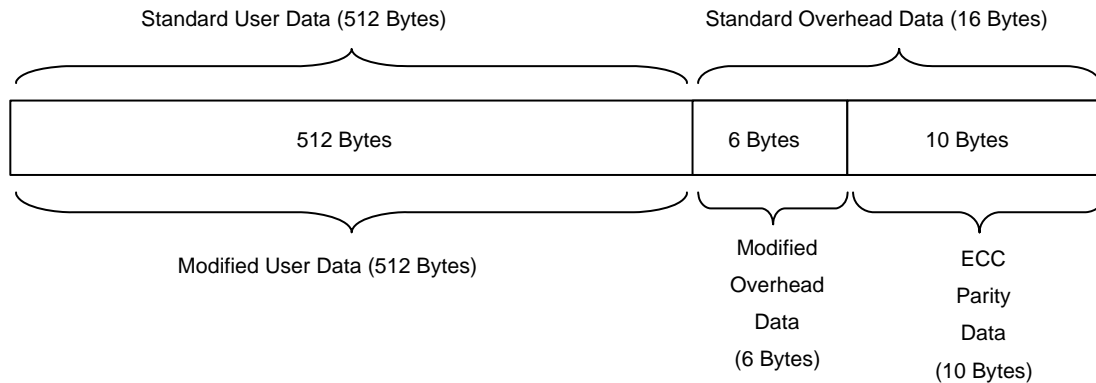 Standard User Data (512 Bytes)
Standard Overhead Data (16 Bytes)
512 Bytes
6 Bytes
10 Bytes
Modified User Data (512 Bytes)
Modified
Overhead
Data
(6 Bytes)
ECC
Parity
Data
(10 Bytes)